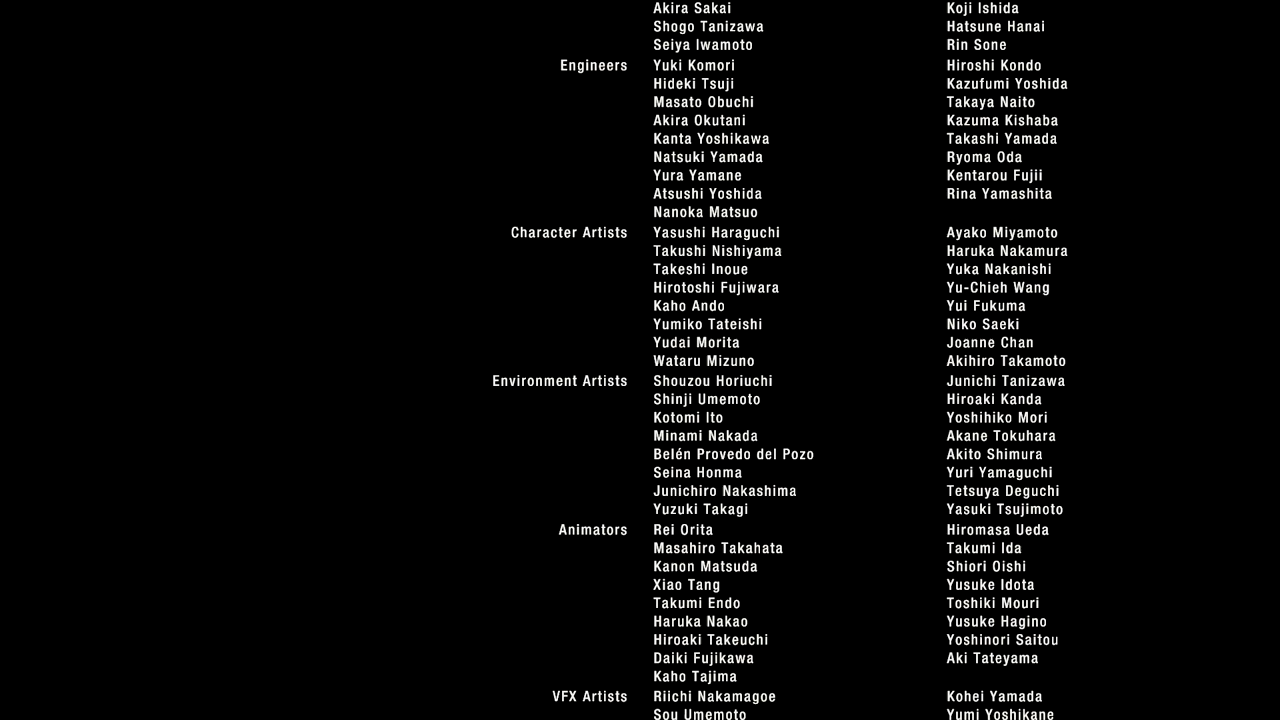 Akira Sakai Koji Ishida
Shogo Tanizawa Hatsune Hanai
Seiya Iwamoto Rin Sone
Engineers Yuki Komori Hiroshi Kondo
Hideki Tsuji Kazufumi Yoshida
Masato Obuchi Takaya Naito
Akira Okutani Kazuma Kishaba
Kanta Yoshikawa Takashi Yamada
Natsuki Yamada Ryoma Oda
Yura Yamane Kentarou Fujii
Atsushi Yoshida Rina Yamashita
Nanoka Matsuo
Character Artists Yasushi Haraguchi Ayako Miyamoto
Takushi Nishiyama Haruka Nakamura
Takeshi Inoue Yuka Nakanishi
Hirotoshi Fujiwara Yu-Chieh Wang
Kaho Ando Yui Fukuma
Yumiko Tateishi Niko Saeki
Yudai Morita Joanne Chan
Wataru Mizuno Akihiro Takamoto
Environment Artists Shouzou Horiuchi Junichi Tanizawa
Shinji Umemoto Hiroaki Kanda
Kotomi Ito Yoshihiko Mori
Minami Nakada Akane Tokuhara
Belén Provedo del Pozo Akito Shimura
Seina Honma Yuri Yamaguchi
Junichiro Nakashima Tetsuya Deguchi
Yuzuki Takagi Yasuki Tsujimoto
Animators Rei Orita Hiromasa Ueda
Masahiro Takahata Takumi Ida
Kanon Matsuda Shiori Oishi
Xiao Tang Yusuke Idota
Takumi Endo Toshiki Mouri
Haruka Nakao Yusuke Hagino
Hiroaki Takeuchi Yoshinori Saitou
Daiki Fujikawa Aki Tateyama
Kaho Tajima
VFX Artists Riichi Nakamagoe Kohei Yamada
Sou Umemoto Yumi Yoshikane